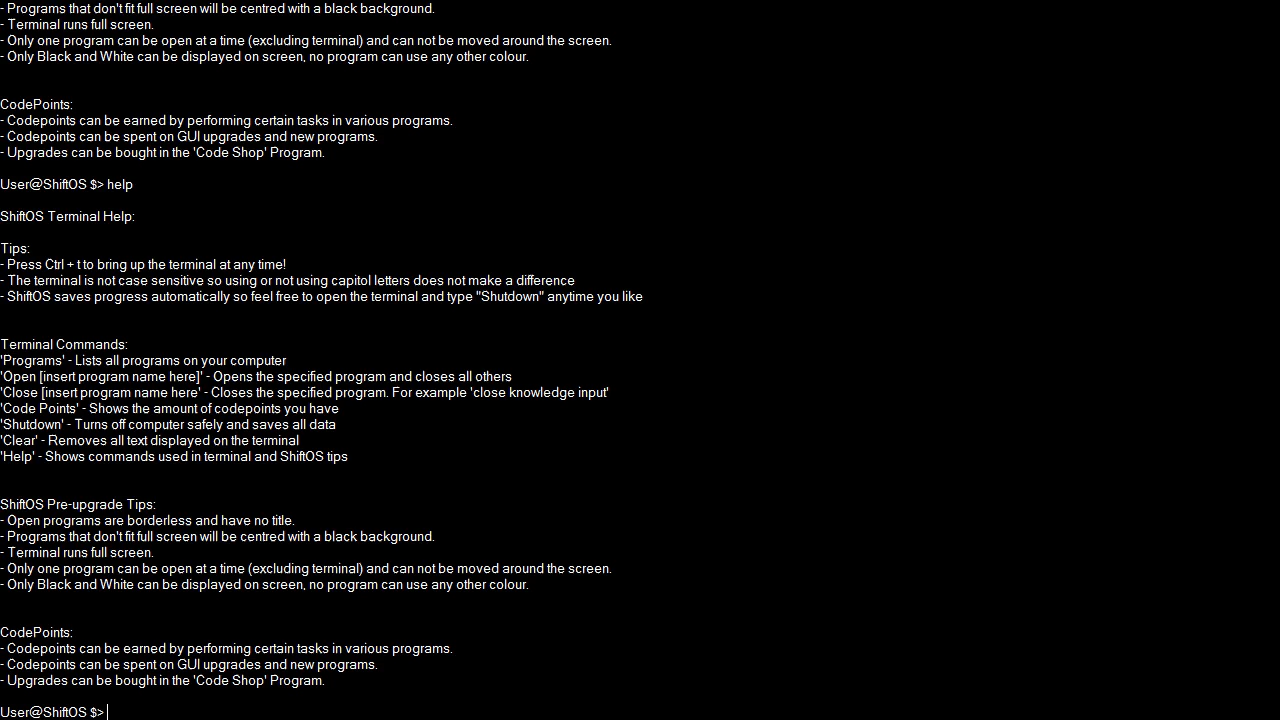 - Programs that don't fit full screen will be centred with a black background.
- Terminal runs full screen.
- Only one program can be open at a time (excluding terminal) and can not be moved around the screen.
- Only Black and White can be displayed on screen, no program can use any other colour.
CodePoints:
- Codepoints can be earned by performing certain tasks in various programs.
- Codepoints can be spent on GUI upgrades and new programs.
- Upgrades can be bought in the 'Code Shop' Program.
User@ShiftOS $> help
ShiftOS Terminal Help:
Tips:
- Press Ctrl + t to bring up the terminal at any time!
- The terminal is not case sensitive so using or not using capitol letters does not make a difference
- ShiftOS saves progress automatically so feel free to open the terminal and type "Shutdown" anytime you like
Terminal Commands:
'Programs' - Lists all programs on your computer
'Open [insert program name here]' - Opens the specified program and closes all others
'Close [insert program name here' - Closes the specified program. For example 'close knowledge input'
'Code Points' - Shows the amount of codepoints you have
'Shutdown' - Turns off computer safely and saves all data
'Clear' - Removes all text displayed on the terminal
'Help' - Shows commands used in terminal and ShiftOS tips
ShiftOS Pre-upgrade Tips:
- Open programs are borderless and have no title.
- Programs that don't fit full screen will be centred with a black background.
- Terminal runs full screen.
- Only one program can be open at a time (excluding terminal) and can not be moved around the screen.
- Only Black and White can be displayed on screen, no program can use any other colour.
CodePoints:
- Codepoints can be earned by performing certain tasks in various programs.
- Codepoints can be spent on GUI upgrades and new programs.
- Upgrades can be bought in the 'Code Shop' Program.
User@ShiftOS $>